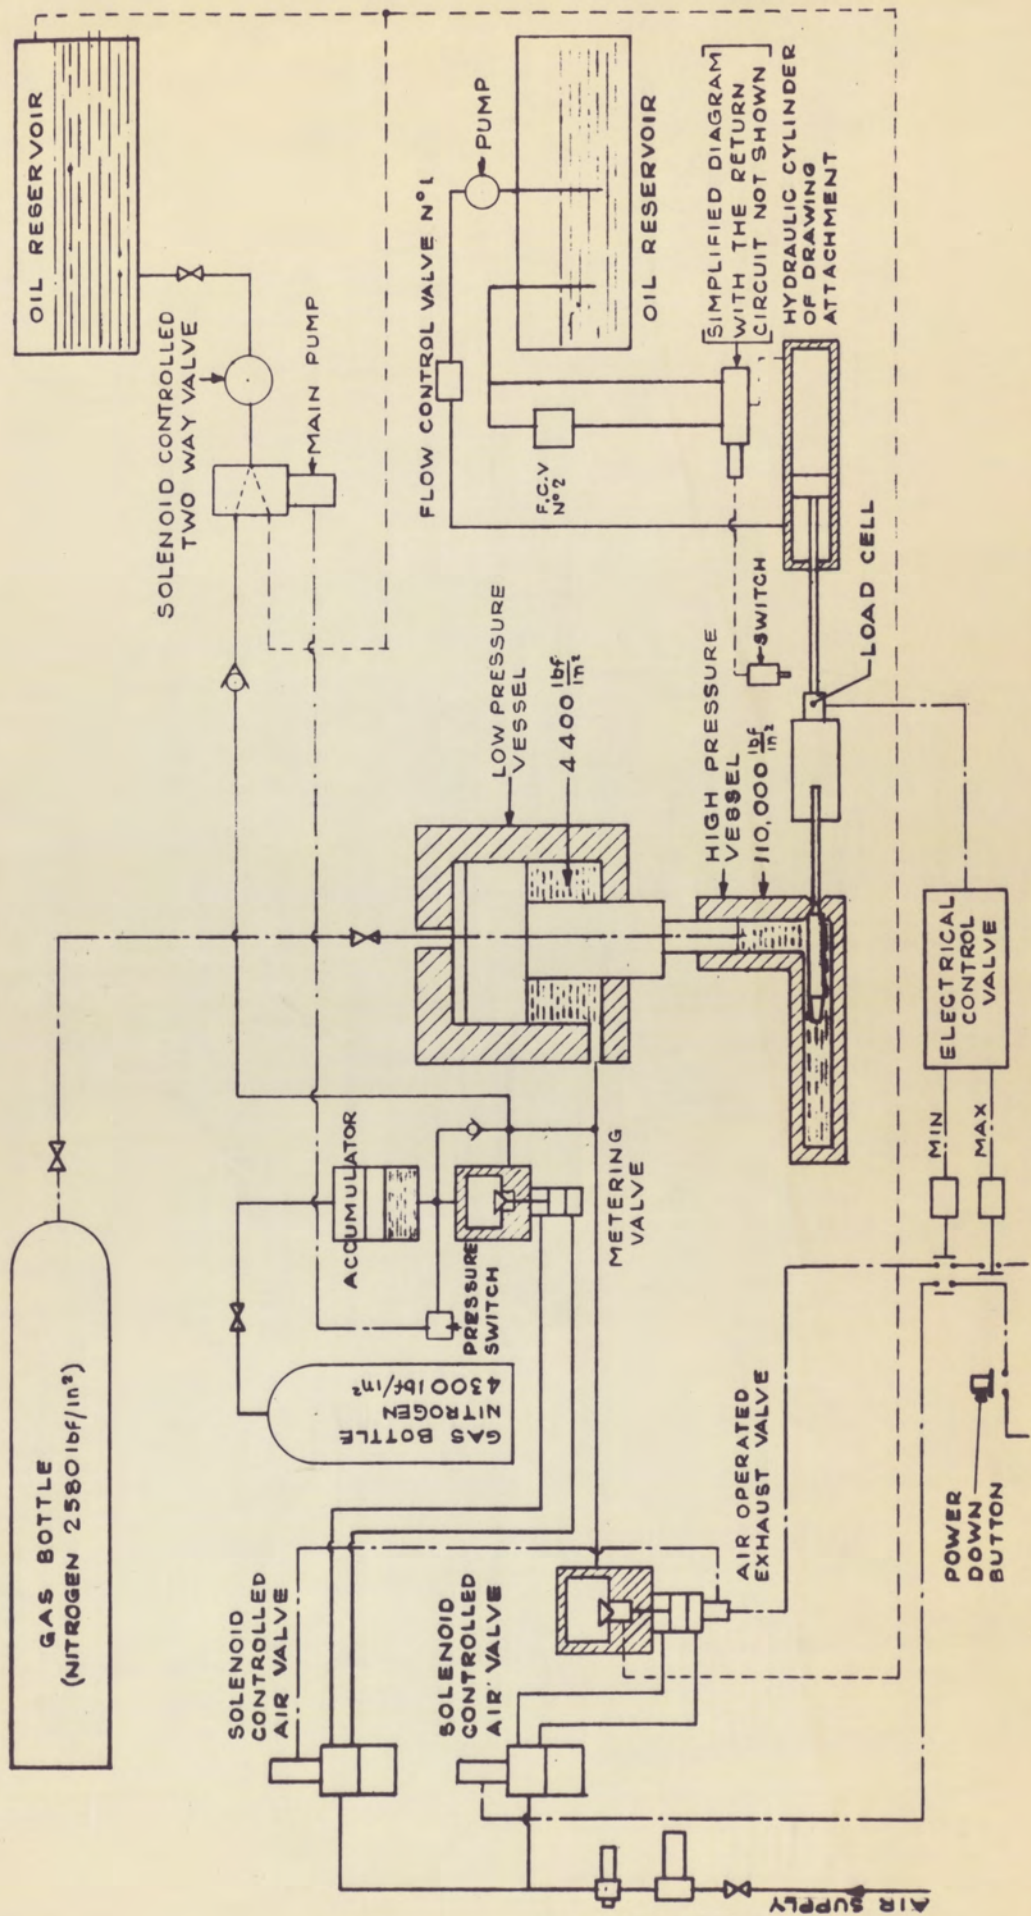 GAS BOTTLE
(NITROGEN 2580 lbf/in²)
OIL RESERVOIR
SOLENOID CONTROLLED
TWO WAY VALVE
MAIN PUMP
SOLENOID
CONTROLLED
AIR VALVE
GAS BOTTLE
NITROGEN
4300 lbf/in²
ACCUMULATOR
PRESSURE
SWITCH
FLOW CONTROL VALVE Nº1.
PUMP
LOW PRESSURE
VESSEL
4400 lbf
in²
F.C.V
Nº2
OIL RESERVOIR
SOLENOID
CONTROLLED
AIR VALVE
METERING
VALVE
SIMPLIFIED DIAGRAM
WITH THE RETURN
CIRCUIT NOT SHOWN
HIGH PRESSURE
VESSEL
110,000 lbf
in²
SWITCH
HYDRAULIC CYLINDER
OF DRAWING
ATTACHMENT
AIR OPERATED
EXHAUST VALVE
LOAD CELL
AIR SUPPLY
POWER
DOWN
BUTTON
MIN
MAX
ELECTRICAL
CONTROL
VALVE